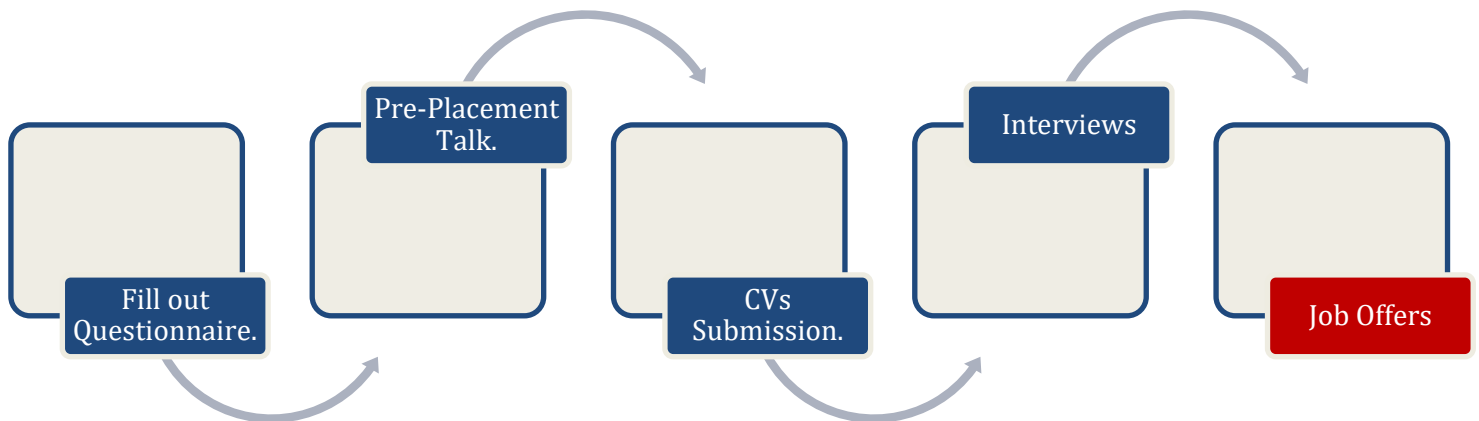 Fill out
Questionnaire.
Pre-Placement
Talk.
CVs
Submission.
Interviews
Job Offers